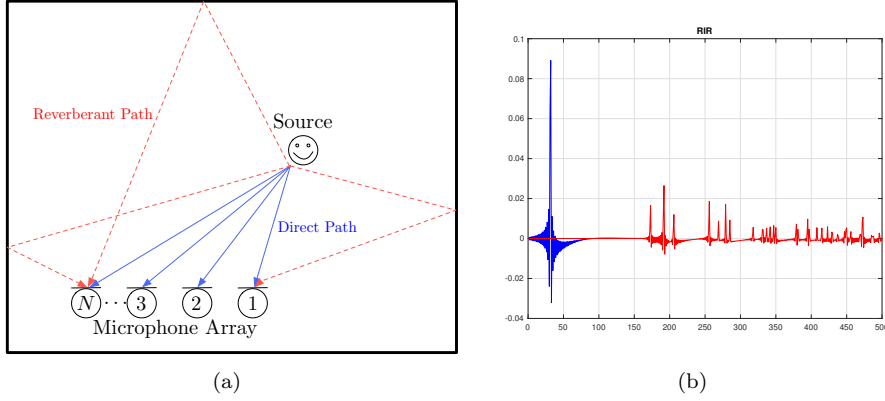 Reverberant Path
Source
Direct Path
N ··· 3 2 1
Microphone Array
(a)
RIR
0.1
0.08
0.06
0.04
0.02
0
-0.02
-0.04
0 50 100 150 200 250 300 350 400 450 500
(b)